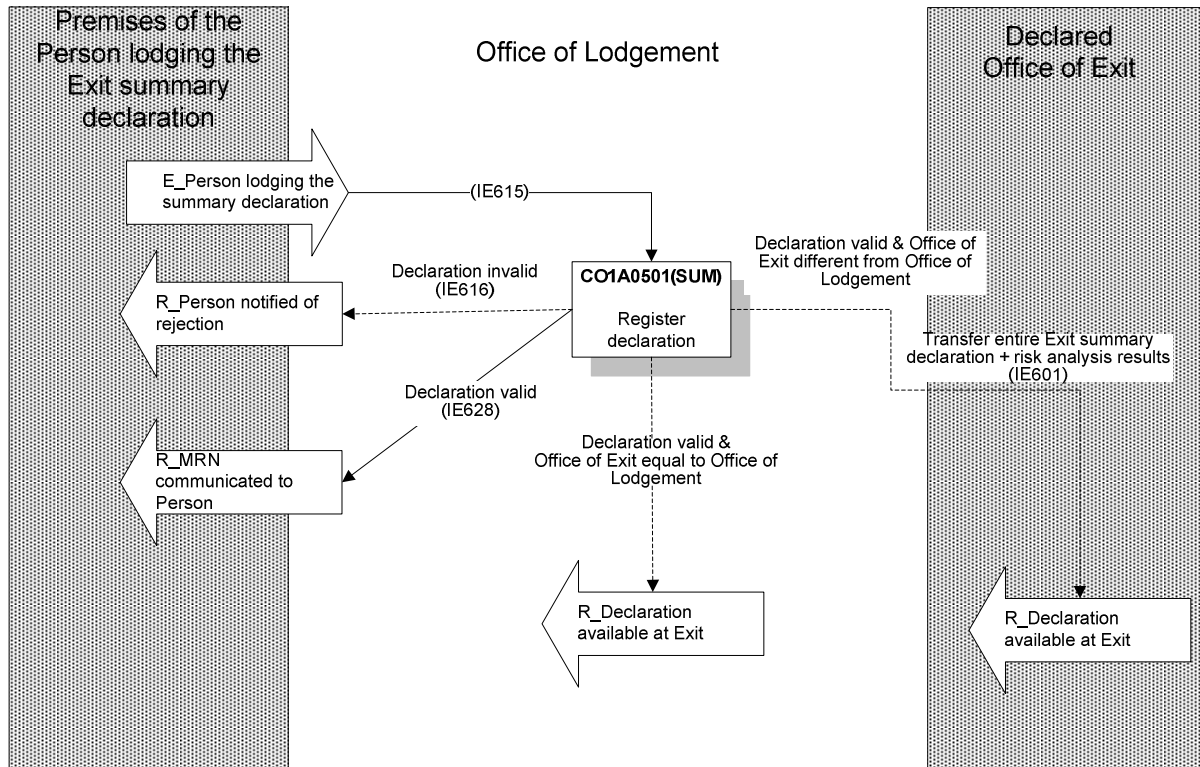 Premises of the
Person lodging the
Exit summary
declaration
Office of Lodgement
Declared
Office of Exit
E_Person lodging the
summary declaration
(IE615)
Declaration valid & Office of
Exit different from Office of
Lodgement
Declaration invalid
(IE616)
CO1A0501(SUM)
Register
declaration
R_Person notified of
rejection
Transfer entire Exit summary
declaration + risk analysis results
(IE601)
Declaration valid
(IE628)
Declaration valid &
Office of Exit equal to Office of
Lodgement
R_MRN
communicated to
Person
R_Declaration
available at Exit
R_Declaration
available at Exit